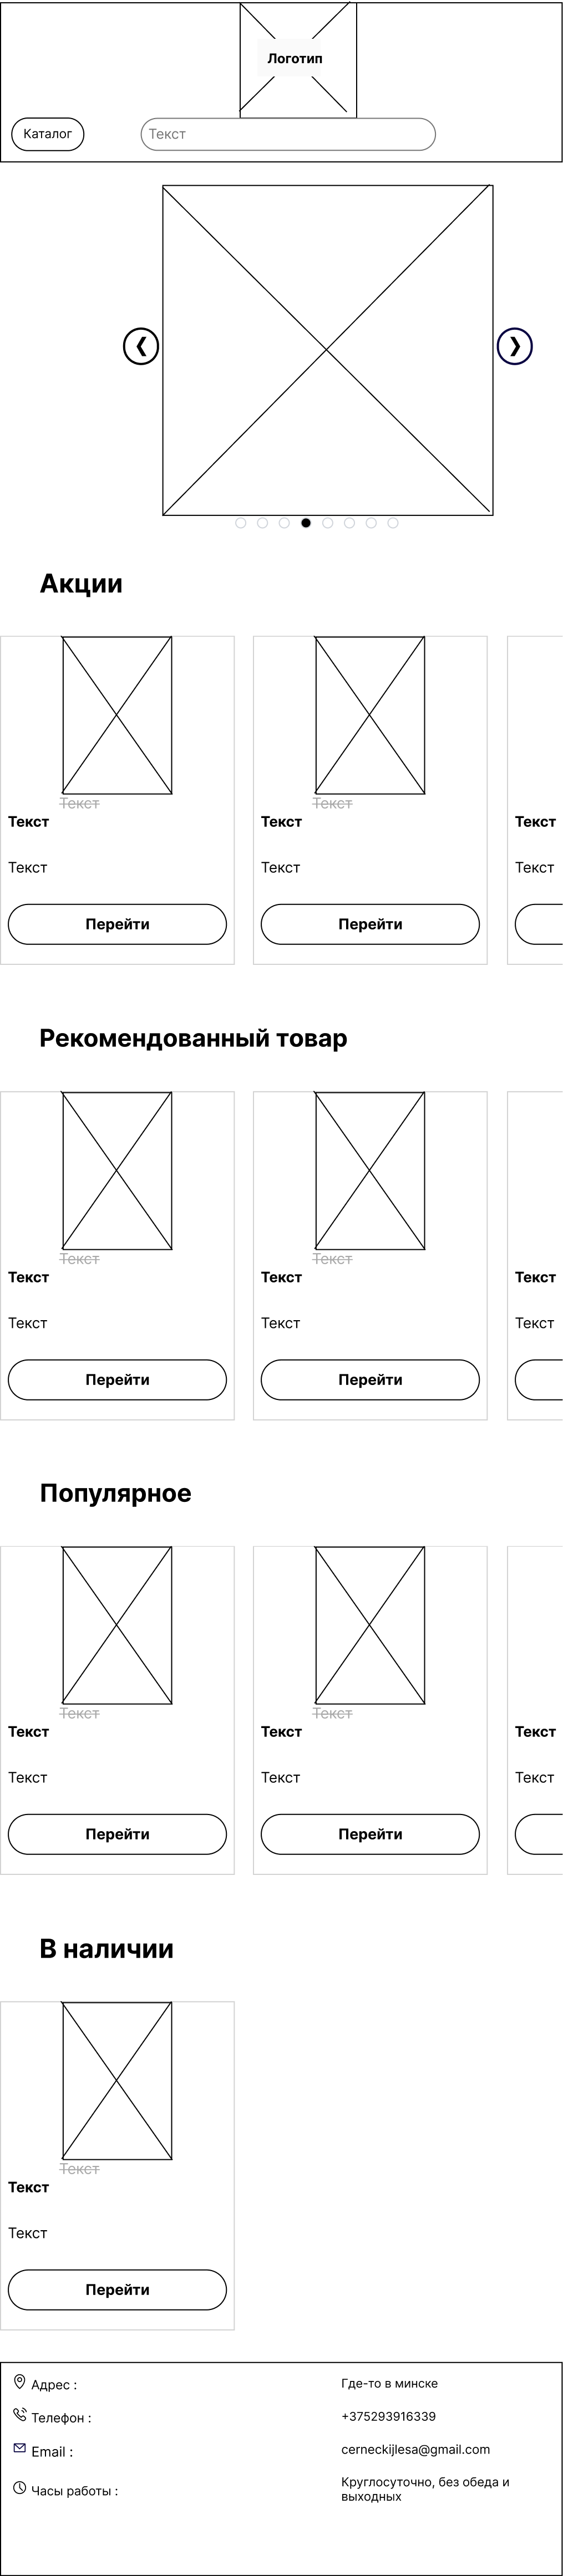 Логотип
Каталог
Текст
❮
❯
Акции
Текст
Текст
Текст
Текст
Текст
Текст
Текст
Текст
Перейти
Перейти
Рекомендованный товар
Текст
Текст
Текст
Текст
Текст
Текст
Текст
Текст
Перейти
Перейти
Популярное
Текст
Текст
Текст
Текст
Текст
Текст
Текст
Текст
Перейти
Перейти
В наличии
Текст
Текст
Текст
Перейти
Адрес :
Где-то в минске
Телефон :
+375293916339
Email :
cerneckijlesa@gmail.com
Часы работы :
Круглосуточно, без обеда и
выходных